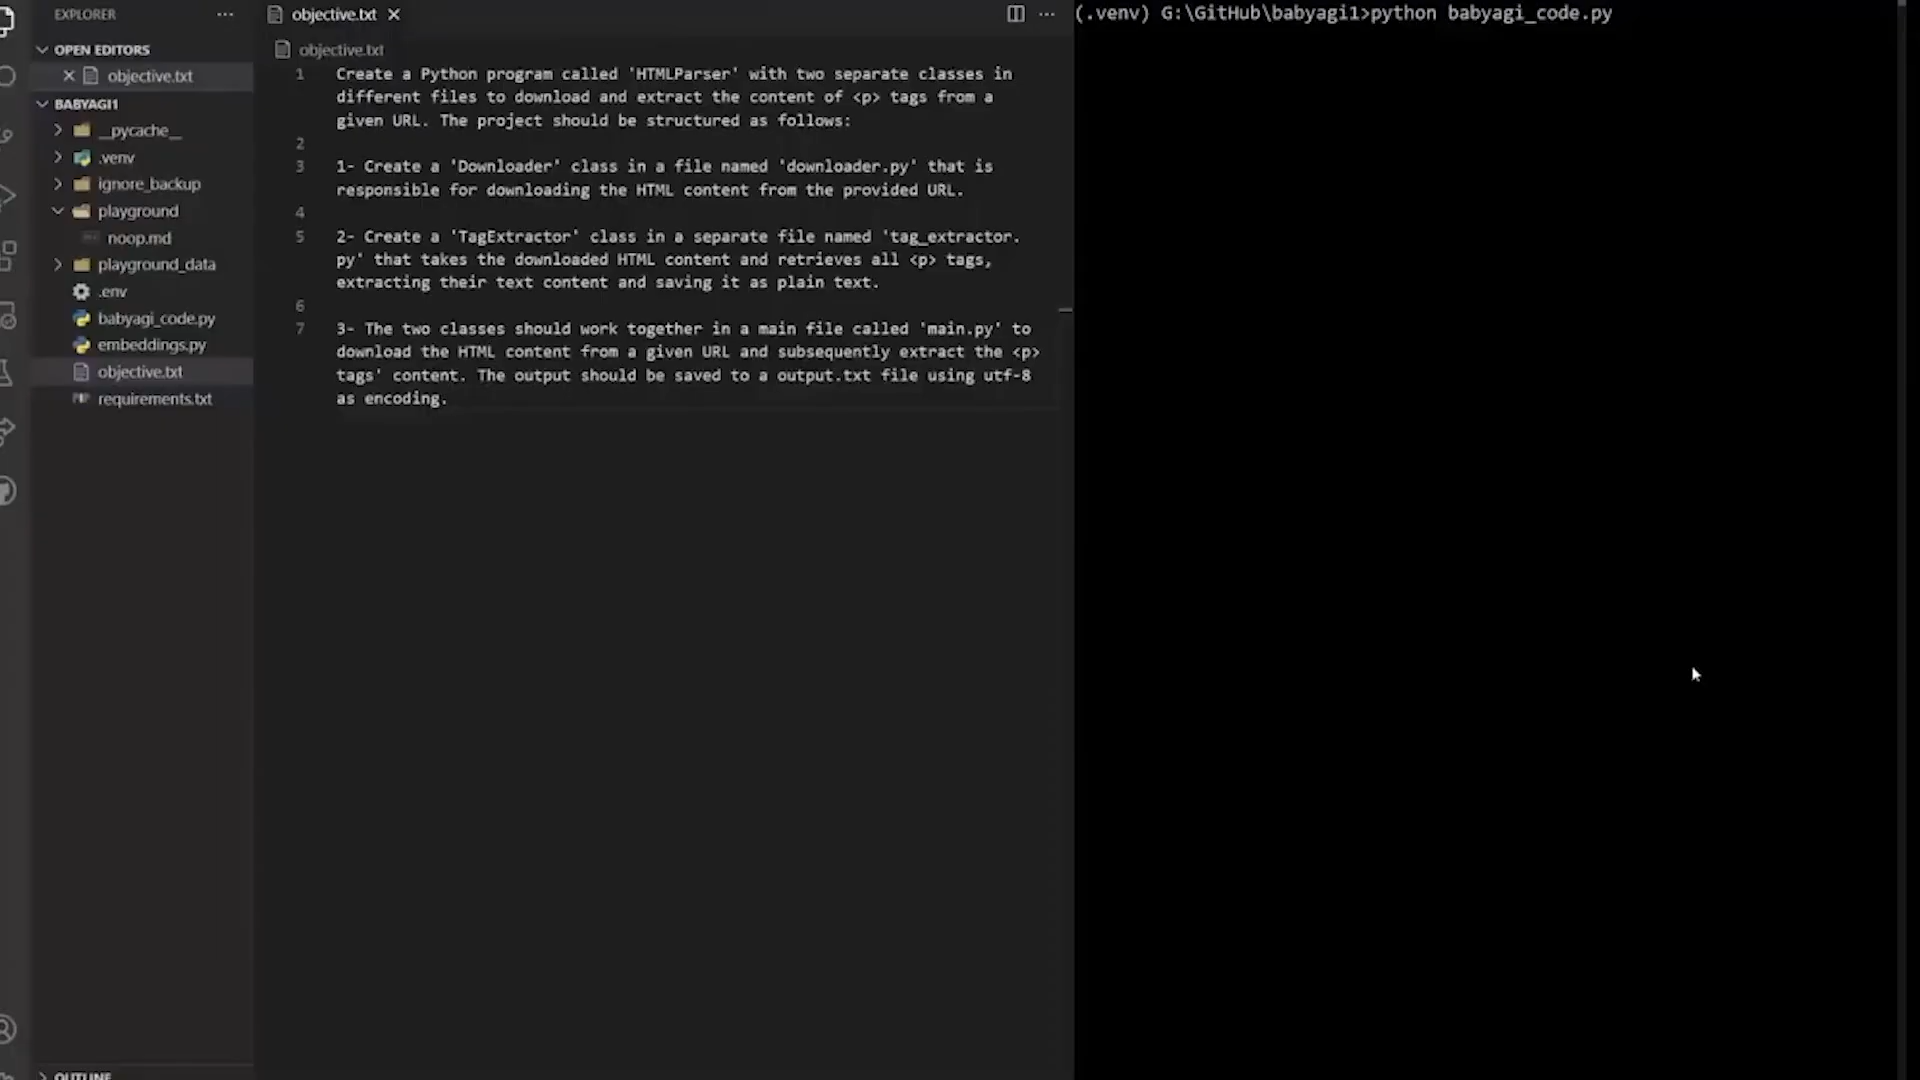 EXPLORER
OPEN EDITORS
objective.txt
BABYAGI1
__pycache__
.venv
ignore_backup
playground
noop.md
playground_data
.env
babyagi_code.py
embeddings.py
objective.txt
requirements.txt
OUTLINE
objective.txt
objective.txt
1 Create a Python program called 'HTMLParser' with two separate classes in
different files to download and extract the content of <p> tags from a
given URL. The project should be structured as follows:
2
3 1- Create a 'Downloader' class in a file named 'downloader.py' that is
responsible for downloading the HTML content from the provided URL.
4
5 2- Create a 'TagExtractor' class in a separate file named 'tag_extractor.
py' that takes the downloaded HTML content and retrieves all <p> tags,
extracting their text content and saving it as plain text.
6
7 3- The two classes should work together in a main file called 'main.py' to
download the HTML content from a given URL and subsequently extract the <p>
tags' content. The output should be saved to a output.txt file using utf-8
as encoding.
(.venv) G:\GitHub\babyagi1>python babyagi_code.py